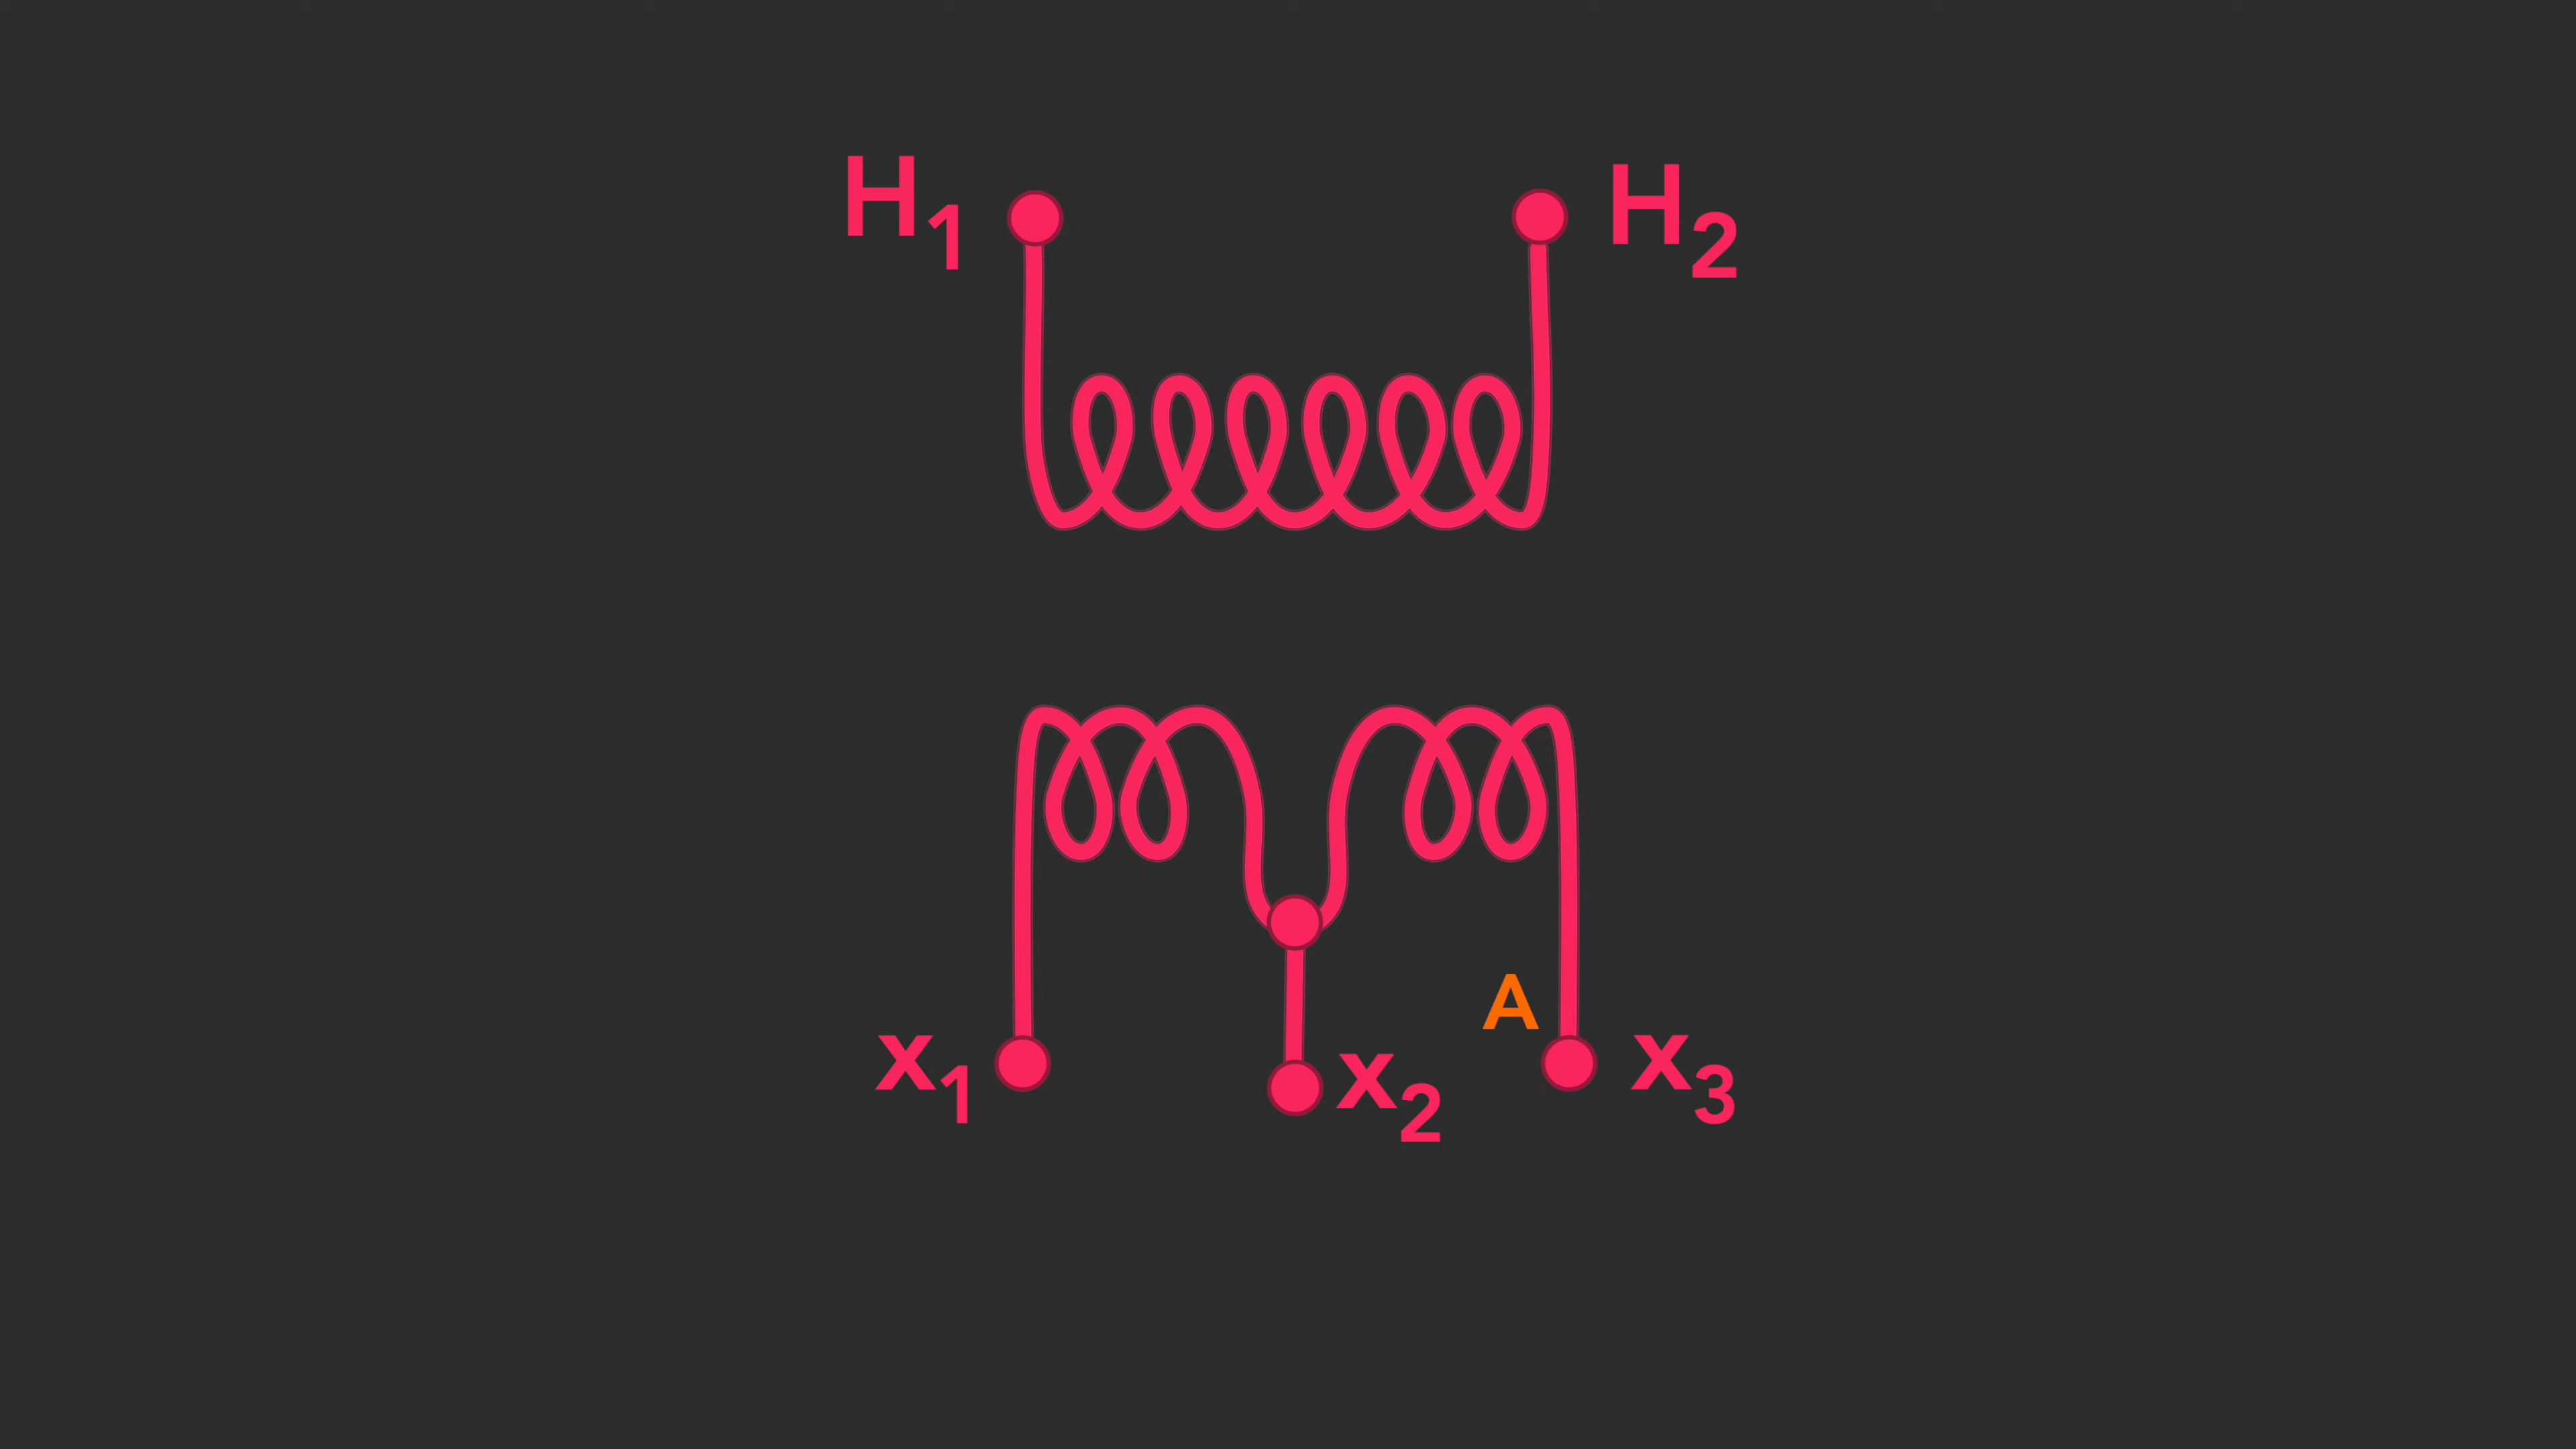 H₁ H₂
A
x₁ x₂ x₃